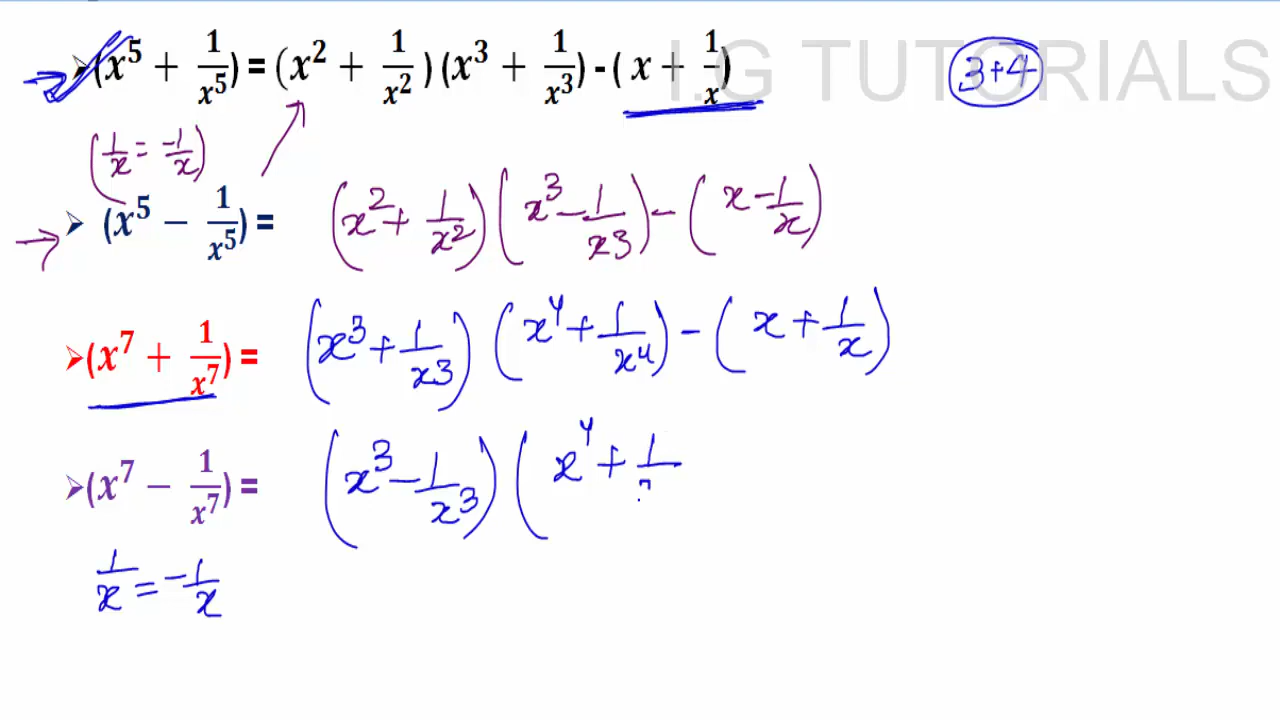 ➢(x⁵ + 1/x⁵) = (x² + 1/x²)(x³ + 1/x³) - (x + 1/x)
I.G TUTORIALS
3+4
(1/x = -1/x)
➢ (x⁵ − 1/x⁵) = (x² + 1/x²)(x³ − 1/x³) − (x − 1/x)
➢(x⁷ + 1/x⁷) = (x³ + 1/x³)(x⁴ + 1/x⁴) − (x + 1/x)
➢(x⁷ − 1/x⁷) = (x³ − 1/x³)(x⁴ + 1/
1/x = -1/x